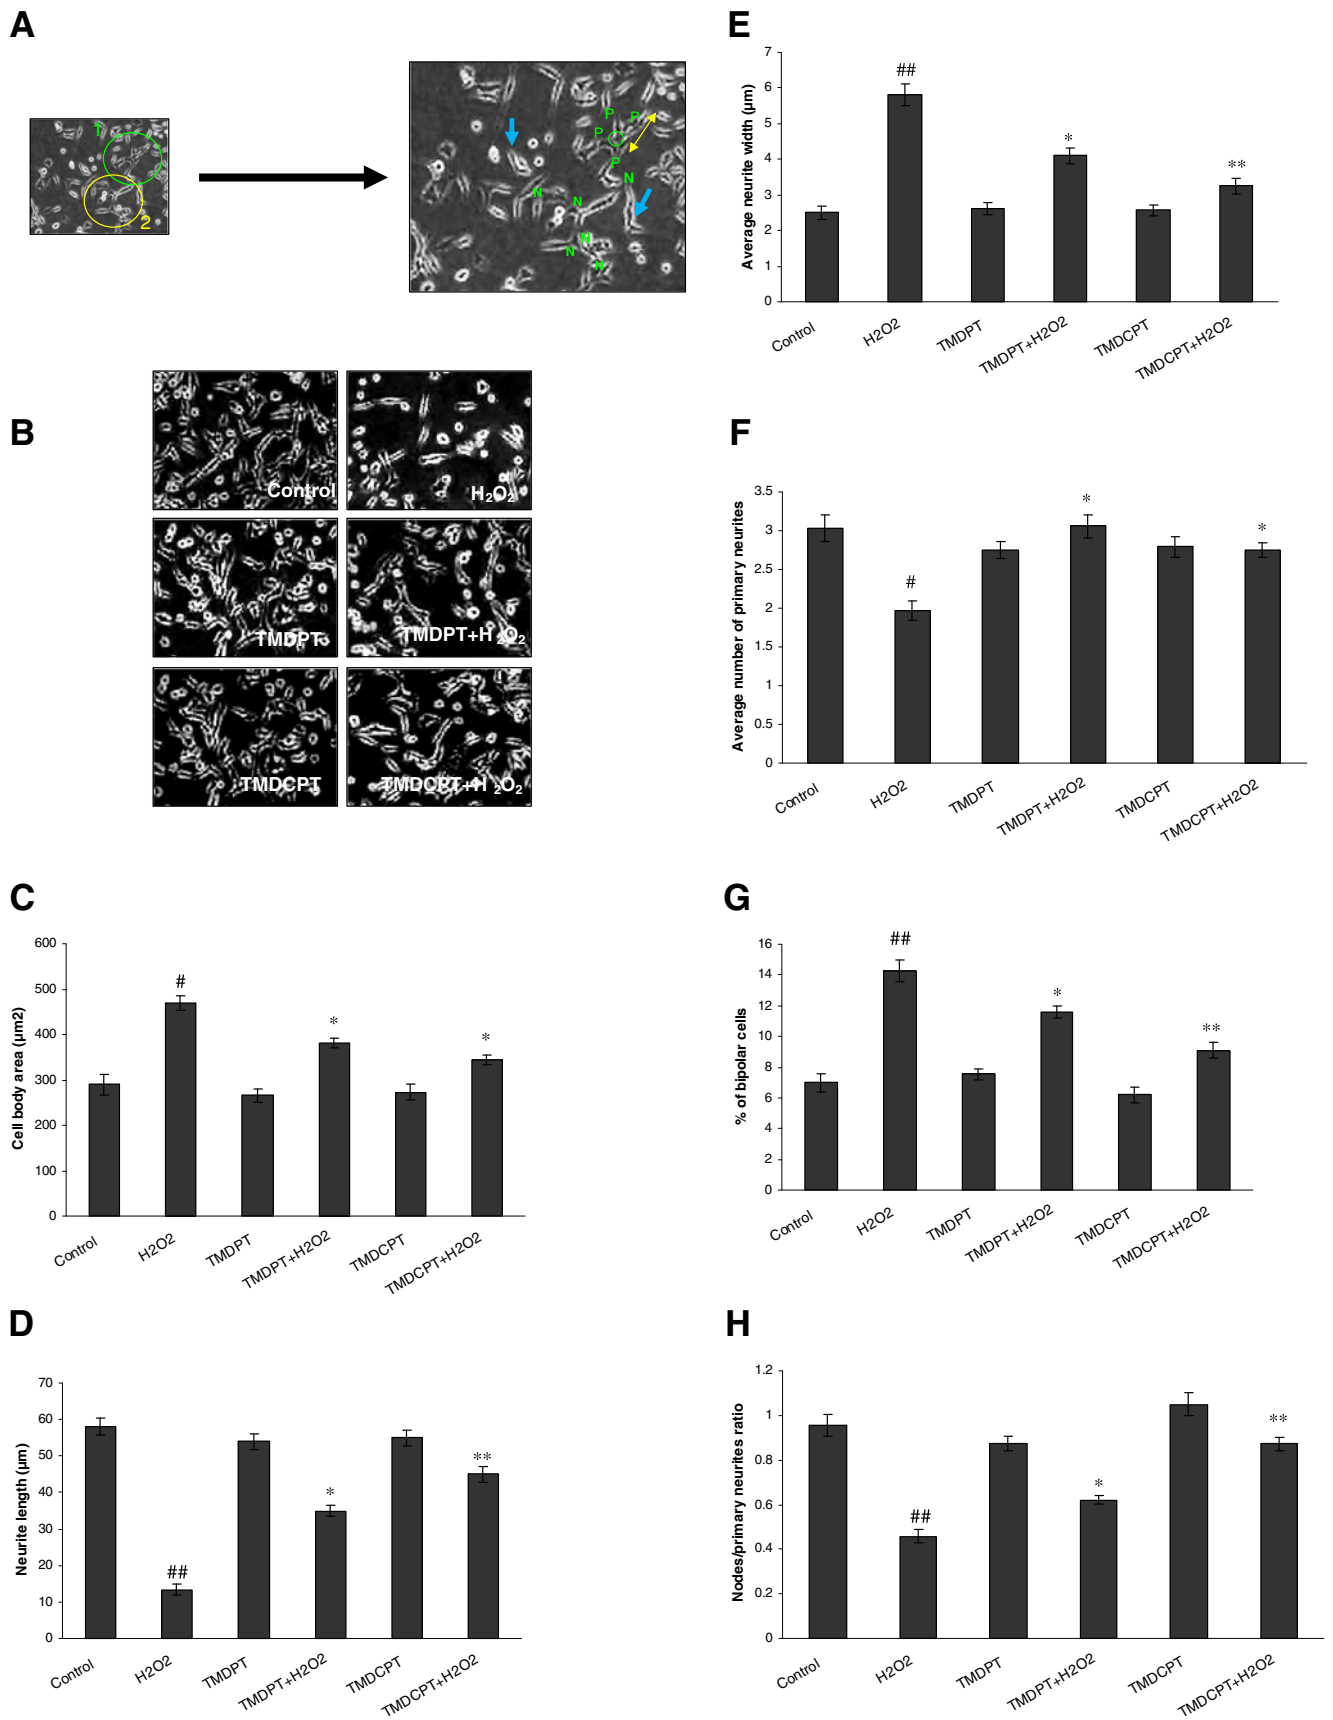 A
1
2
P
P
P
P
N
N
N
N
N
N
B
Control
H2O2
TMDPT
TMDPT+H2O2
TMDCPT
TMDCPT+H2O2
C
Cell body area (µm2)
600
500
400
300
200
100
0
#
*
*
Control
H2O2
TMDPT
TMDPT+H2O2
TMDCPT
TMDCPT+H2O2
D
Neurite length (µm)
70
60
50
40
30
20
10
0
##
*
**
Control
H2O2
TMDPT
TMDPT+H2O2
TMDCPT
TMDCPT+H2O2
E
Average neurite width (µm)
7
6
5
4
3
2
1
0
##
*
**
Control
H2O2
TMDPT
TMDPT+H2O2
TMDCPT
TMDCPT+H2O2
F
Average number of primary neurites
3.5
3
2.5
2
1.5
1
0.5
0
#
*
*
Control
H2O2
TMDPT
TMDPT+H2O2
TMDCPT
TMDCPT+H2O2
G
% of bipolar cells
16
14
12
10
8
6
4
2
0
##
*
**
Control
H2O2
TMDPT
TMDPT+H2O2
TMDCPT
TMDCPT+H2O2
H
Nodes/primary neurites ratio
1.2
1
0.8
0.6
0.4
0.2
0
##
*
**
Control
H2O2
TMDPT
TMDPT+H2O2
TMDCPT
TMDCPT+H2O2